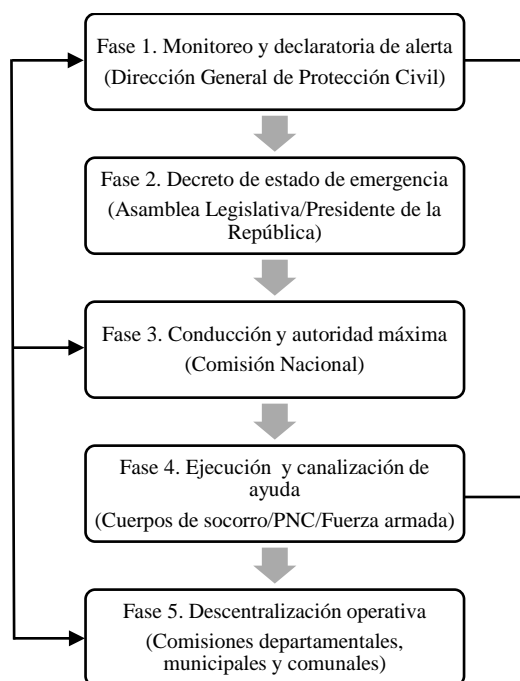 Fase 1. Monitoreo y declaratoria de alerta
(Dirección General de Protección Civil)
Fase 2. Decreto de estado de emergencia
(Asamblea Legislativa/Presidente de la
República)
Fase 3. Conducción y autoridad máxima
(Comisión Nacional)
Fase 4. Ejecución y canalización de
ayuda
(Cuerpos de socorro/PNC/Fuerza armada)
Fase 5. Descentralización operativa
(Comisiones departamentales,
municipales y comunales)